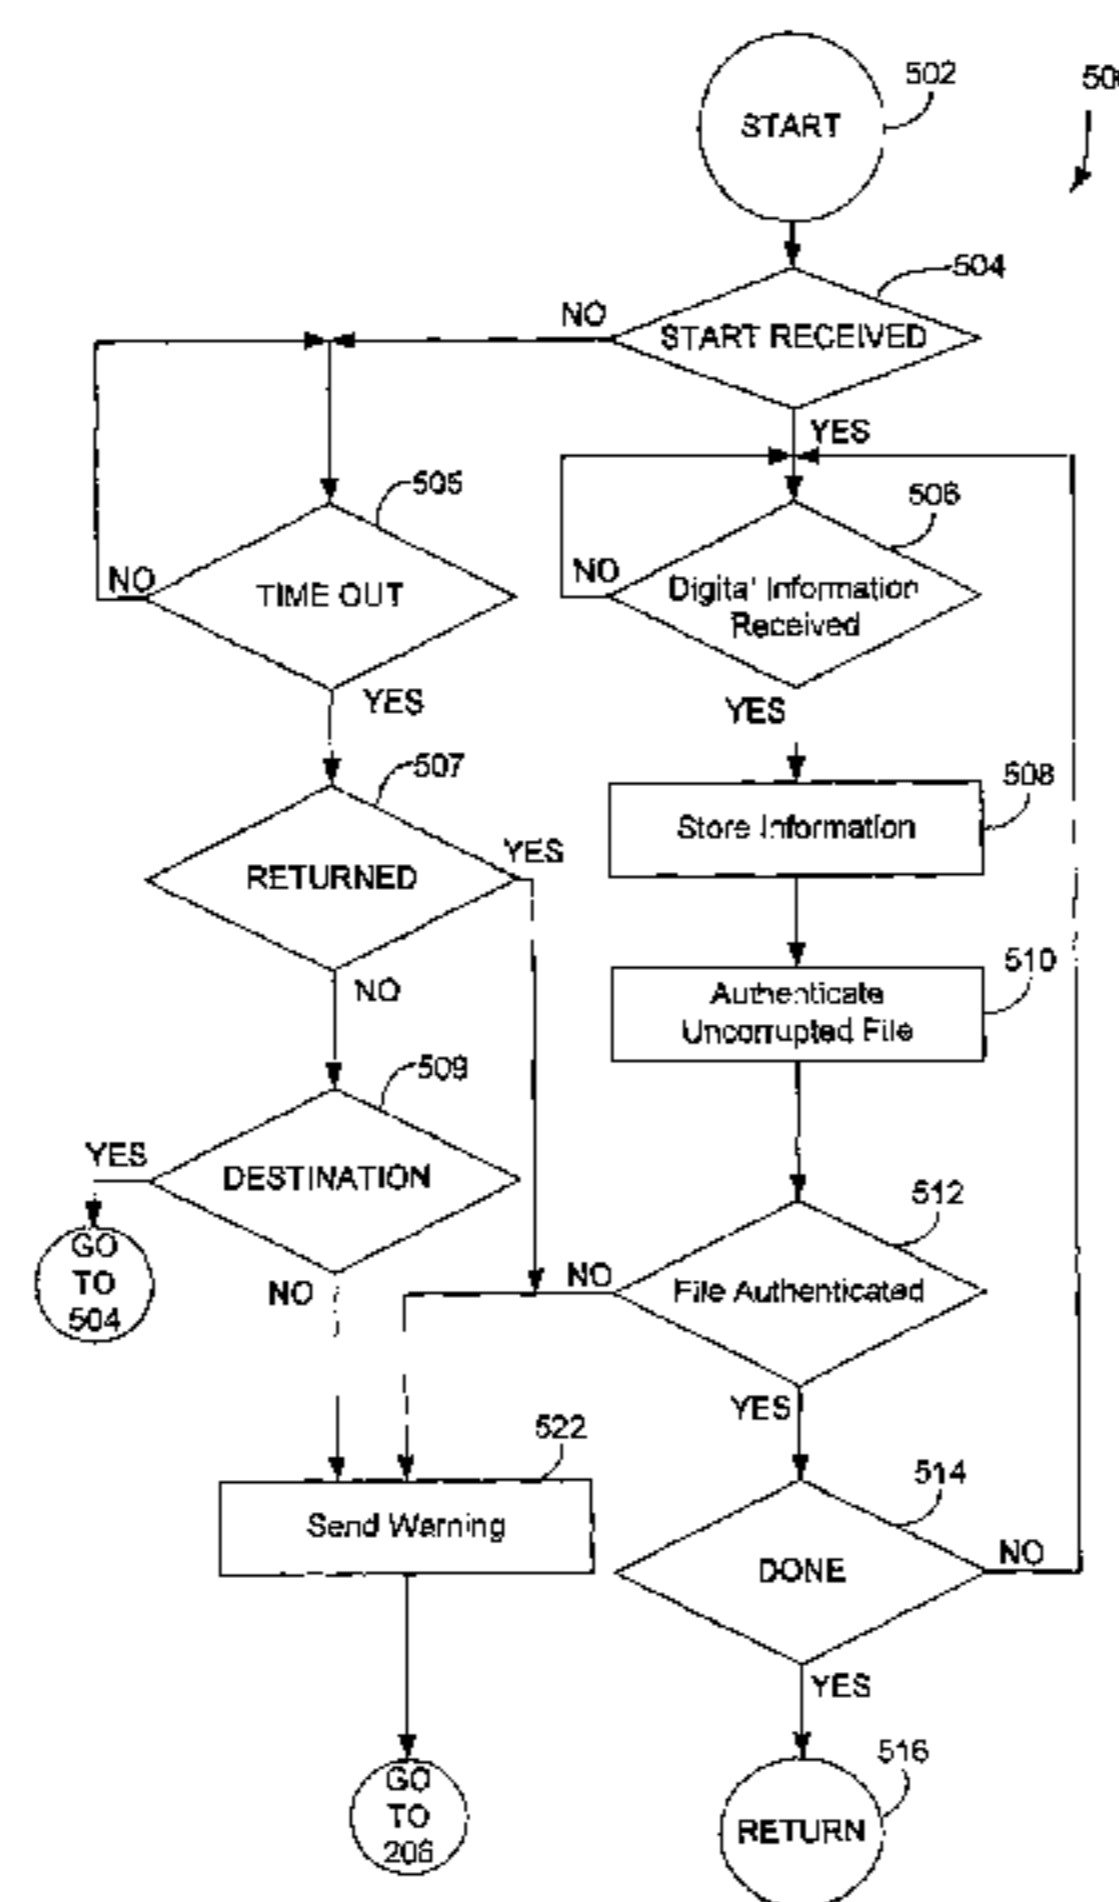 502
START
504
NO
START RECEIVED
YES
505
506
NO
TIME OUT
NO
Digital Information
Received
YES
YES
507
508
RETURNED
YES
Store Information
NO
510
Authenticate
Uncorrupted File
509
YES
DESTINATION
512
GO
TO
504
NO
NO
File Authenticated
YES
522
514
Send Warning
DONE
NO
YES
516
GO
TO
206
RETURN